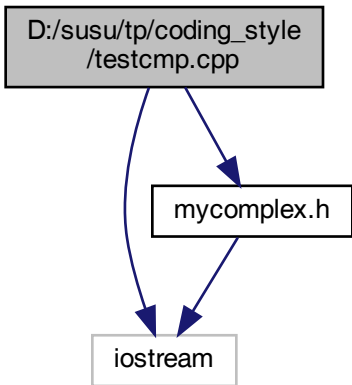 D:/susu/tp/coding_style
/testcmp.cpp
mycomplex.h
iostream